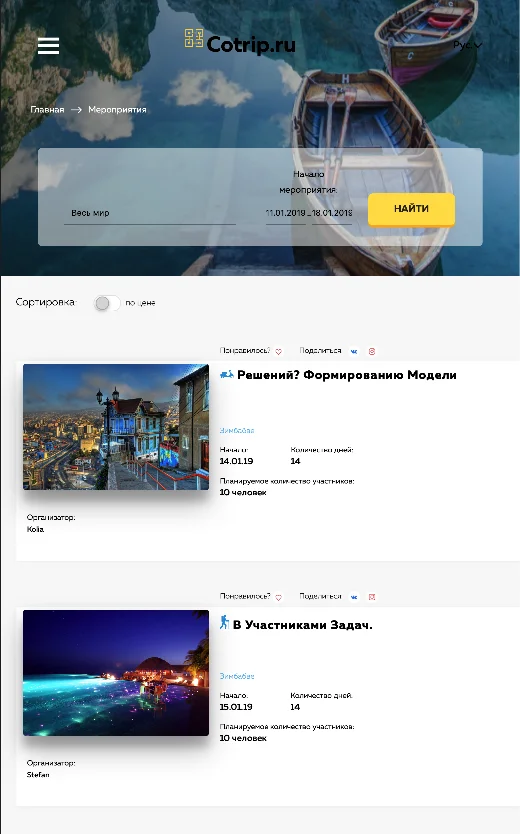 Cotrip.ru
Рус
Главная → Мероприятия
Начало
мероприятия:
Весь мир
11.01.2019 - 18.01.2019
НАЙТИ
Сортировка: по цене
Понравилось? Поделиться
Решений? Формированию Модели
Зимбабве
Начало: Количество дней:
14.01.19 14
Планируемое количество участников:
10 человек
Организатор:
Kolia
Понравилось? Поделиться
В Участниками Задач.
Зимбабве
Начало: Количество дней:
15.01.19 14
Планируемое количество участников:
10 человек
Организатор:
Stefan